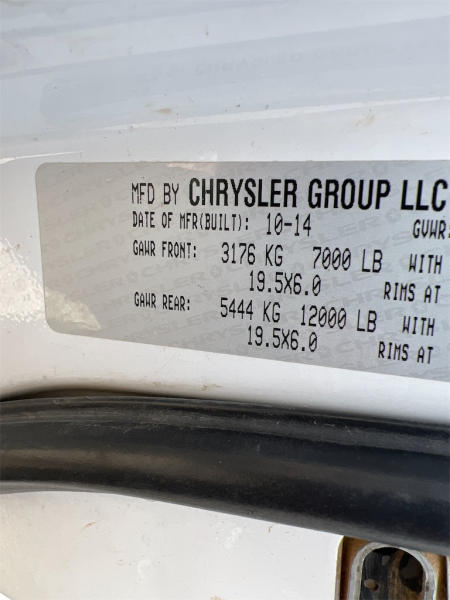 MFD BY CHRYSLER GROUP LLC
DATE OF MFR(BUILT): 10-14 GVWR:
GAWR FRONT: 3176 KG 7000 LB WITH
19.5X6.0 RIMS AT
GAWR REAR: 5444 KG 12000 LB WITH
19.5X6.0 RIMS AT